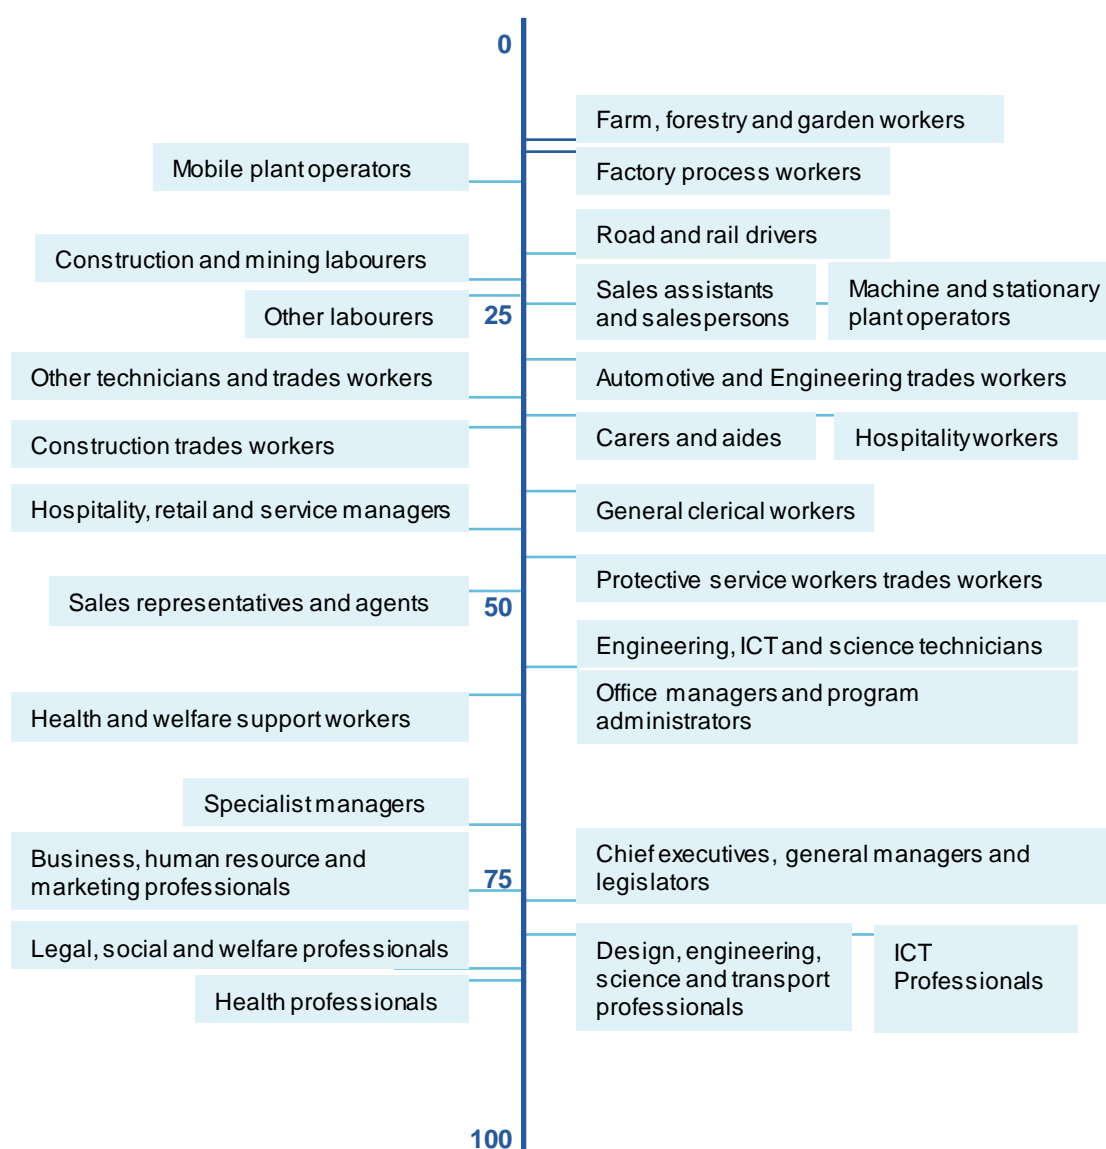 0
Farm, forestry and garden workers
Mobile plant operators
Factory process workers
Road and rail drivers
Construction and mining labourers
Sales assistants
and salespersons
Machine and stationary
plant operators
Other labourers
25
Other technicians and trades workers
Automotive and Engineering trades workers
Construction trades workers
Carers and aides
Hospitality workers
Hospitality, retail and service managers
General clerical workers
Protective service workers trades workers
Sales representatives and agents
50
Engineering, ICT and science technicians
Health and welfare support workers
Office managers and program
administrators
Specialist managers
Business, human resource and
marketing professionals
75
Chief executives, general managers and
legislators
Legal, social and welfare professionals
Design, engineering,
science and transport
professionals
ICT
Professionals
Health professionals
100